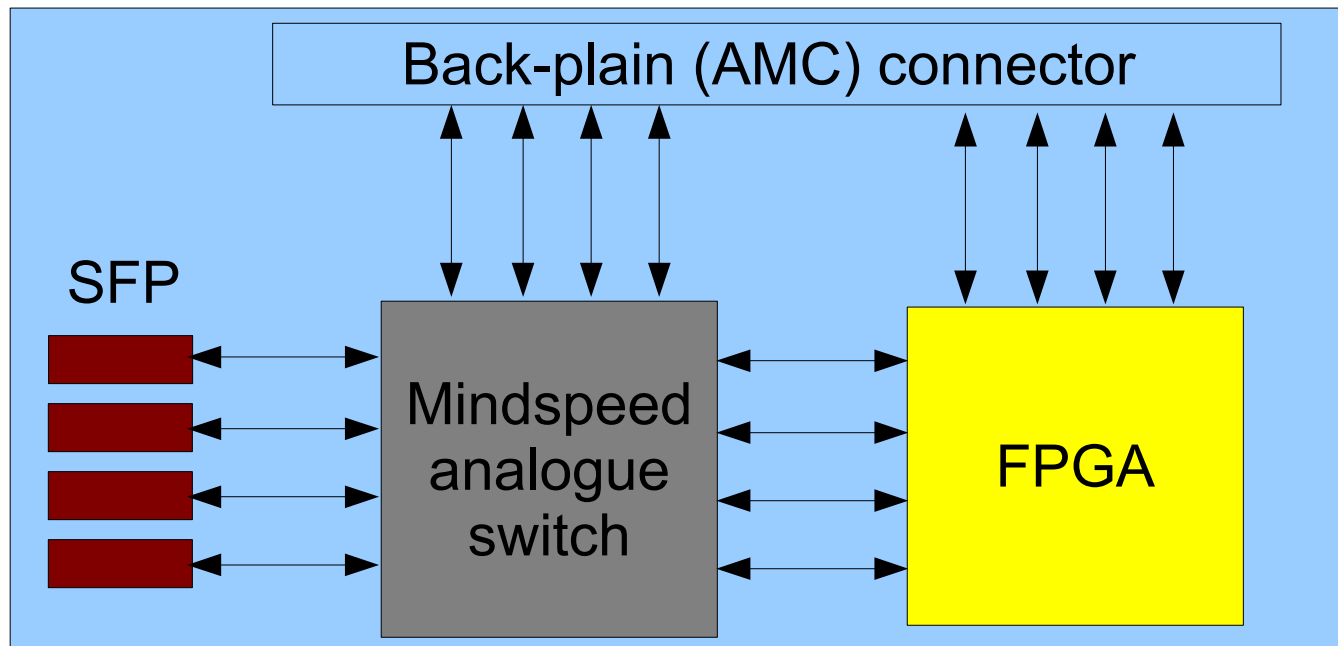 Back-plain (AMC) connector
SFP
Mindspeed
analogue
switch
FPGA